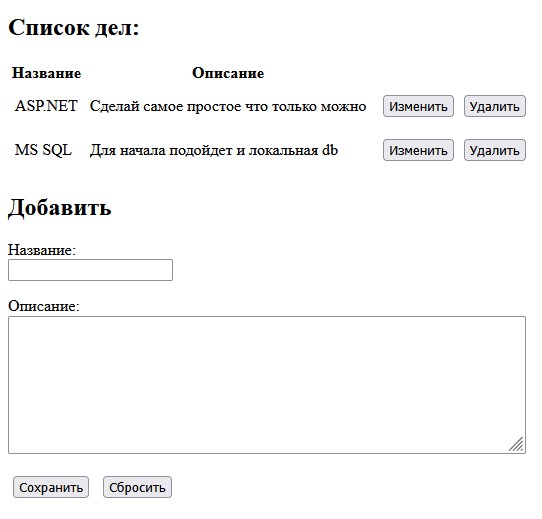 Список дел:
Название Описание
ASP.NET Сделай самое простое что только можно Изменить Удалить
MS SQL Для начала подойдет и локальная db Изменить Удалить
Добавить
Название:
Описание:
Сохранить Сбросить